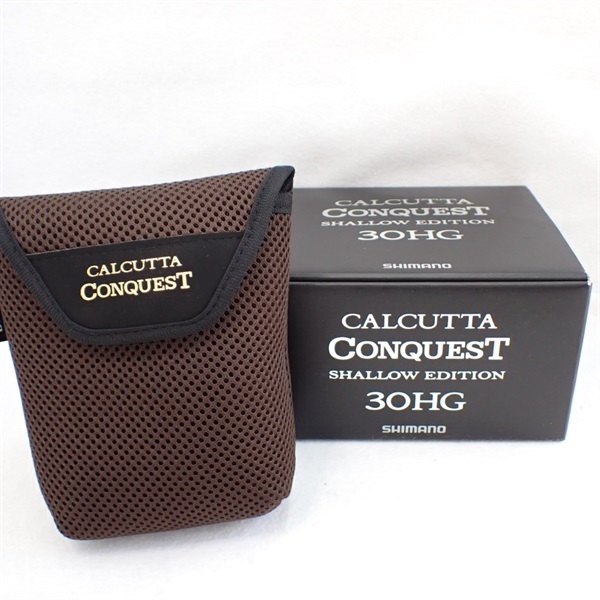 CALCUTTA
CONQUEST
CALCUTTA
CONQUEST
SHALLOW EDITION
30HG
SHIMANO
CALCUTTA
CONQUEST
SHALLOW EDITION
30HG
SHIMANO